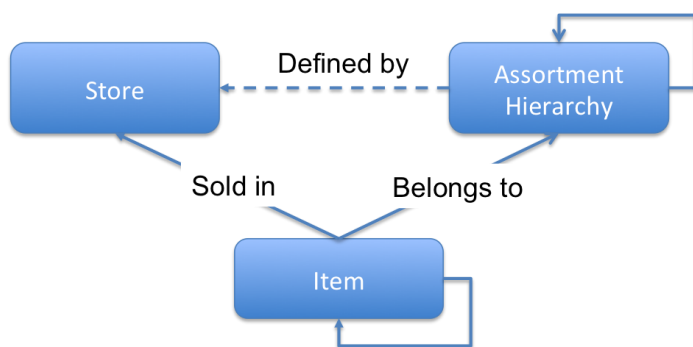 Defined by
Store
Assortment
Hierarchy
Sold in
Belongs to
Item